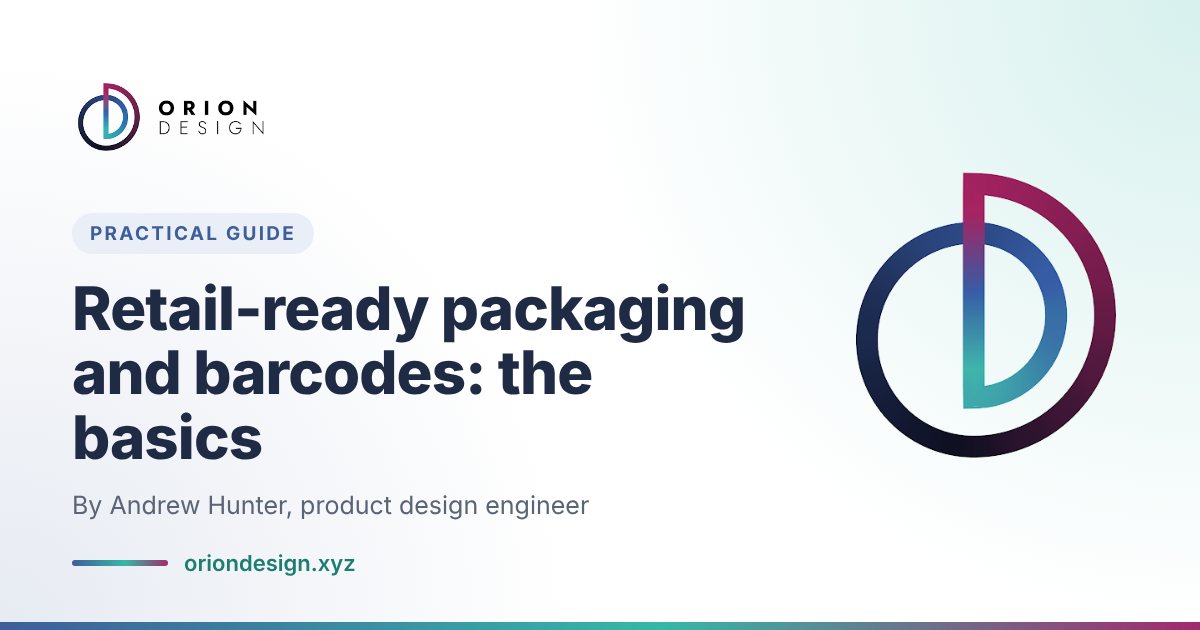 ORION
DESIGN
PRACTICAL GUIDE
Retail-ready packaging
and barcodes: the
basics
By Andrew Hunter, product design engineer
oriondesign.xyz